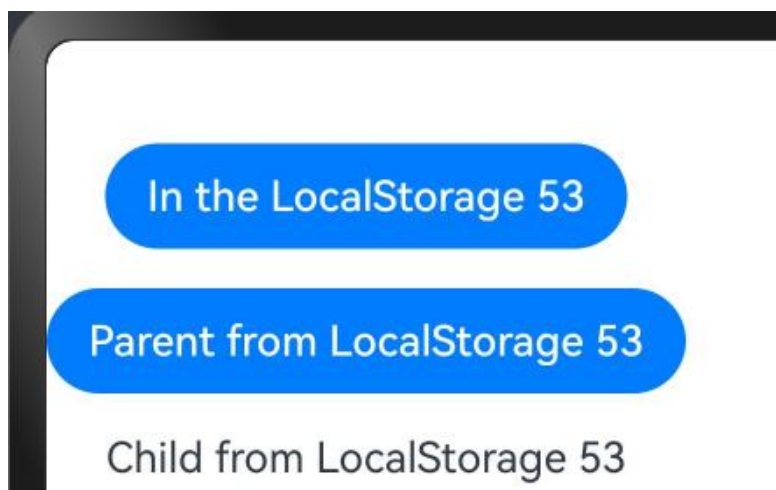 In the LocalStorage 53
Parent from LocalStorage 53
Child from LocalStorage 53